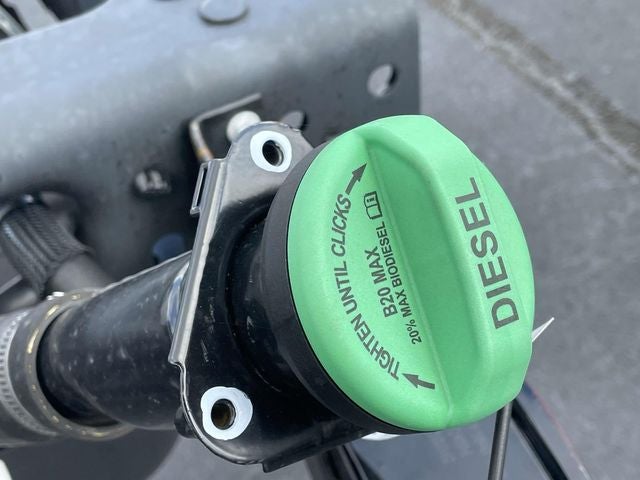 TIGHTEN UNTIL CLICKS
B20 MAX
20% MAX BIODIESEL
DIESEL